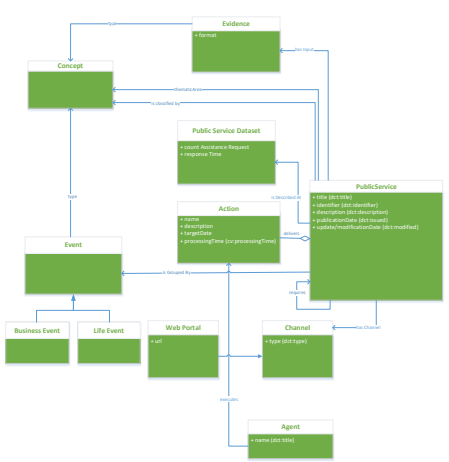 Evidence
+ format
type
has Input
Concept
thematicArea
is classified by
Public Service Dataset
+ count Assistance Request
+ response Time
PublicService
+ title (dct:title)
+ identifier (dct:identifier)
+ description (dct:description)
+ publicationDate (dct:issued)
+ update/modificationDate (dct:modified)
is Described At
type
Action
+ name
+ description
+ targetDate
+ processingTime (cv:processingTime)
delivers
Event
is Grouped By
requires
Business Event
Life Event
Web Portal
+ url
Channel
+ type (dct:type)
has Channel
executes
Agent
+ name (dct:title)